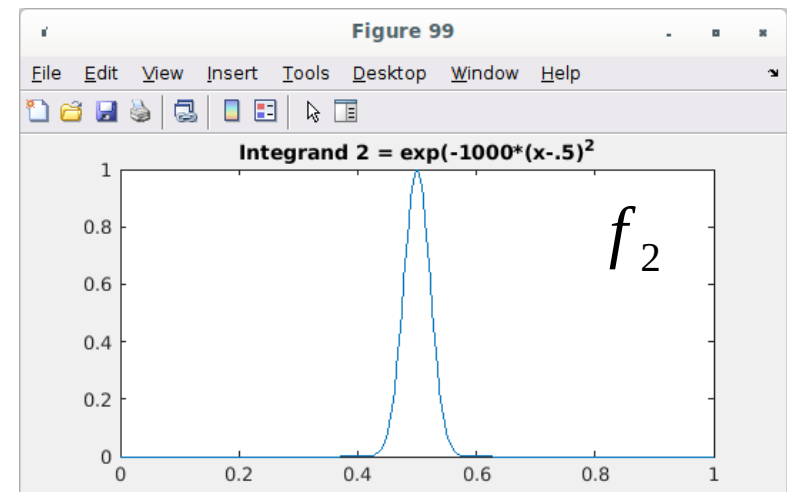 Figure 99
File Edit View Insert Tools Desktop Window Help
Integrand 2 = exp(-1000*(x-.5)²
1
0.8
0.6
0.4
0.2
0
0 0.2 0.4 0.6 0.8 1
f₂